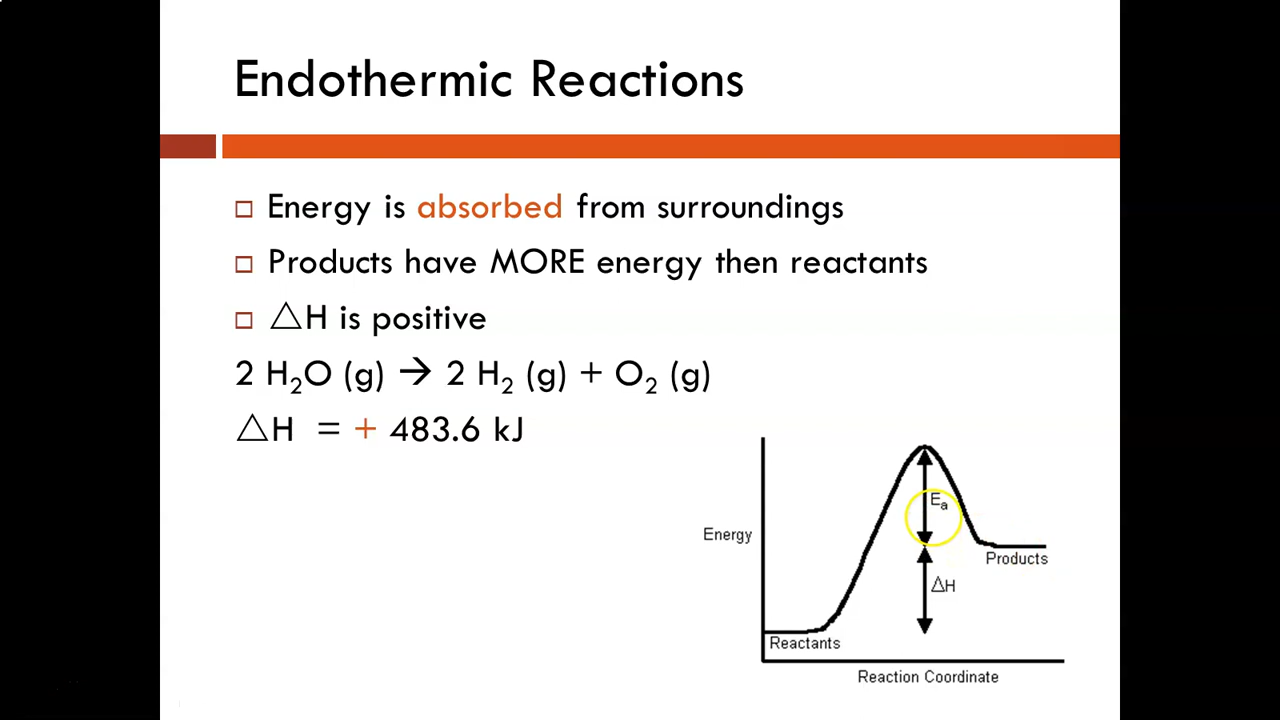 Endothermic Reactions
□ Energy is absorbed from surroundings
□ Products have MORE energy then reactants
□ △H is positive
2 H₂O (g) → 2 H₂ (g) + O₂ (g)
△H = + 483.6 kJ
Eₐ
Energy
Products
△H
Reactants
Reaction Coordinate